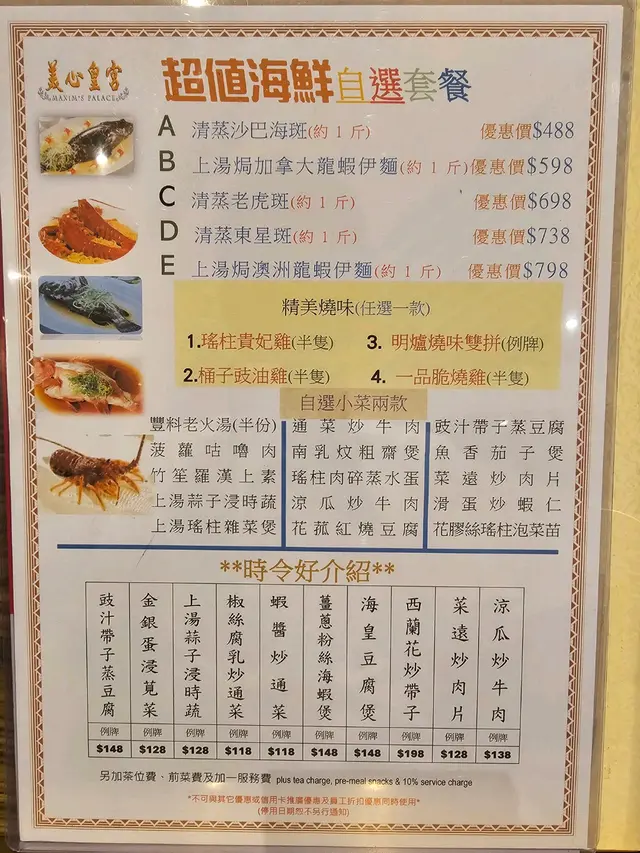 美心皇宮
MAXIM'S PALACE
超值海鮮自選套餐
A 清蒸沙巴海斑(約 1 斤) 優惠價$488
B 上湯焗加拿大龍蝦伊麵(約 1 斤)優惠價$598
C 清蒸老虎斑(約 1 斤) 優惠價$698
D 清蒸東星斑(約 1 斤) 優惠價$738
E 上湯焗澳洲龍蝦伊麵(約 1 斤) 優惠價$798
精美燒味(任選一款)
1.瑤柱貴妃雞(半隻) 3. 明爐燒味雙拼(例牌)
2.桶子豉油雞(半隻) 4. 一品脆燒雞(半隻)
自選小菜兩款
豐料老火湯(半份) 通菜炒牛肉 豉汁帶子蒸豆腐
菠蘿咕嚕肉 南乳炆粗齋煲 魚香茄子煲
竹笙羅漢上素 瑤柱肉碎蒸水蛋 菜遠炒肉片
上湯蒜子浸時蔬 涼瓜炒牛肉 滑蛋炒蝦仁
上湯瑤柱雜菜煲 花菰紅燒豆腐 花膠絲瑤柱泡菜苗
**時令好介紹**
豉汁帶子蒸豆腐 例牌 $148
金銀蛋浸莧菜 例牌 $128
上湯蒜子浸時蔬 例牌 $128
椒絲腐乳炒通菜 例牌 $118
蝦醬炒通菜 例牌 $118
薑蔥粉絲海蝦煲 例牌 $148
海皇豆腐煲 例牌 $148
西蘭花炒帶子 例牌 $198
菜遠炒肉片 例牌 $128
涼瓜炒牛肉 例牌 $138
另加茶位費、前菜費及加一服務費 plus tea charge, pre-meal snacks & 10% service charge
*不可與其它優惠或信用卡推廣優惠及員工折扣優惠同時使用*
(停用日期恕不另行通知)